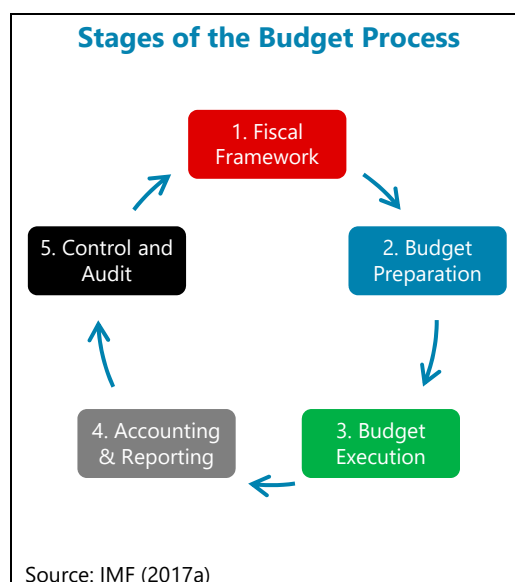 Stages of the Budget Process
1. Fiscal
Framework
2. Budget
Preparation
3. Budget
Execution
4. Accounting
& Reporting
5. Control and
Audit
Source: IMF (2017a)